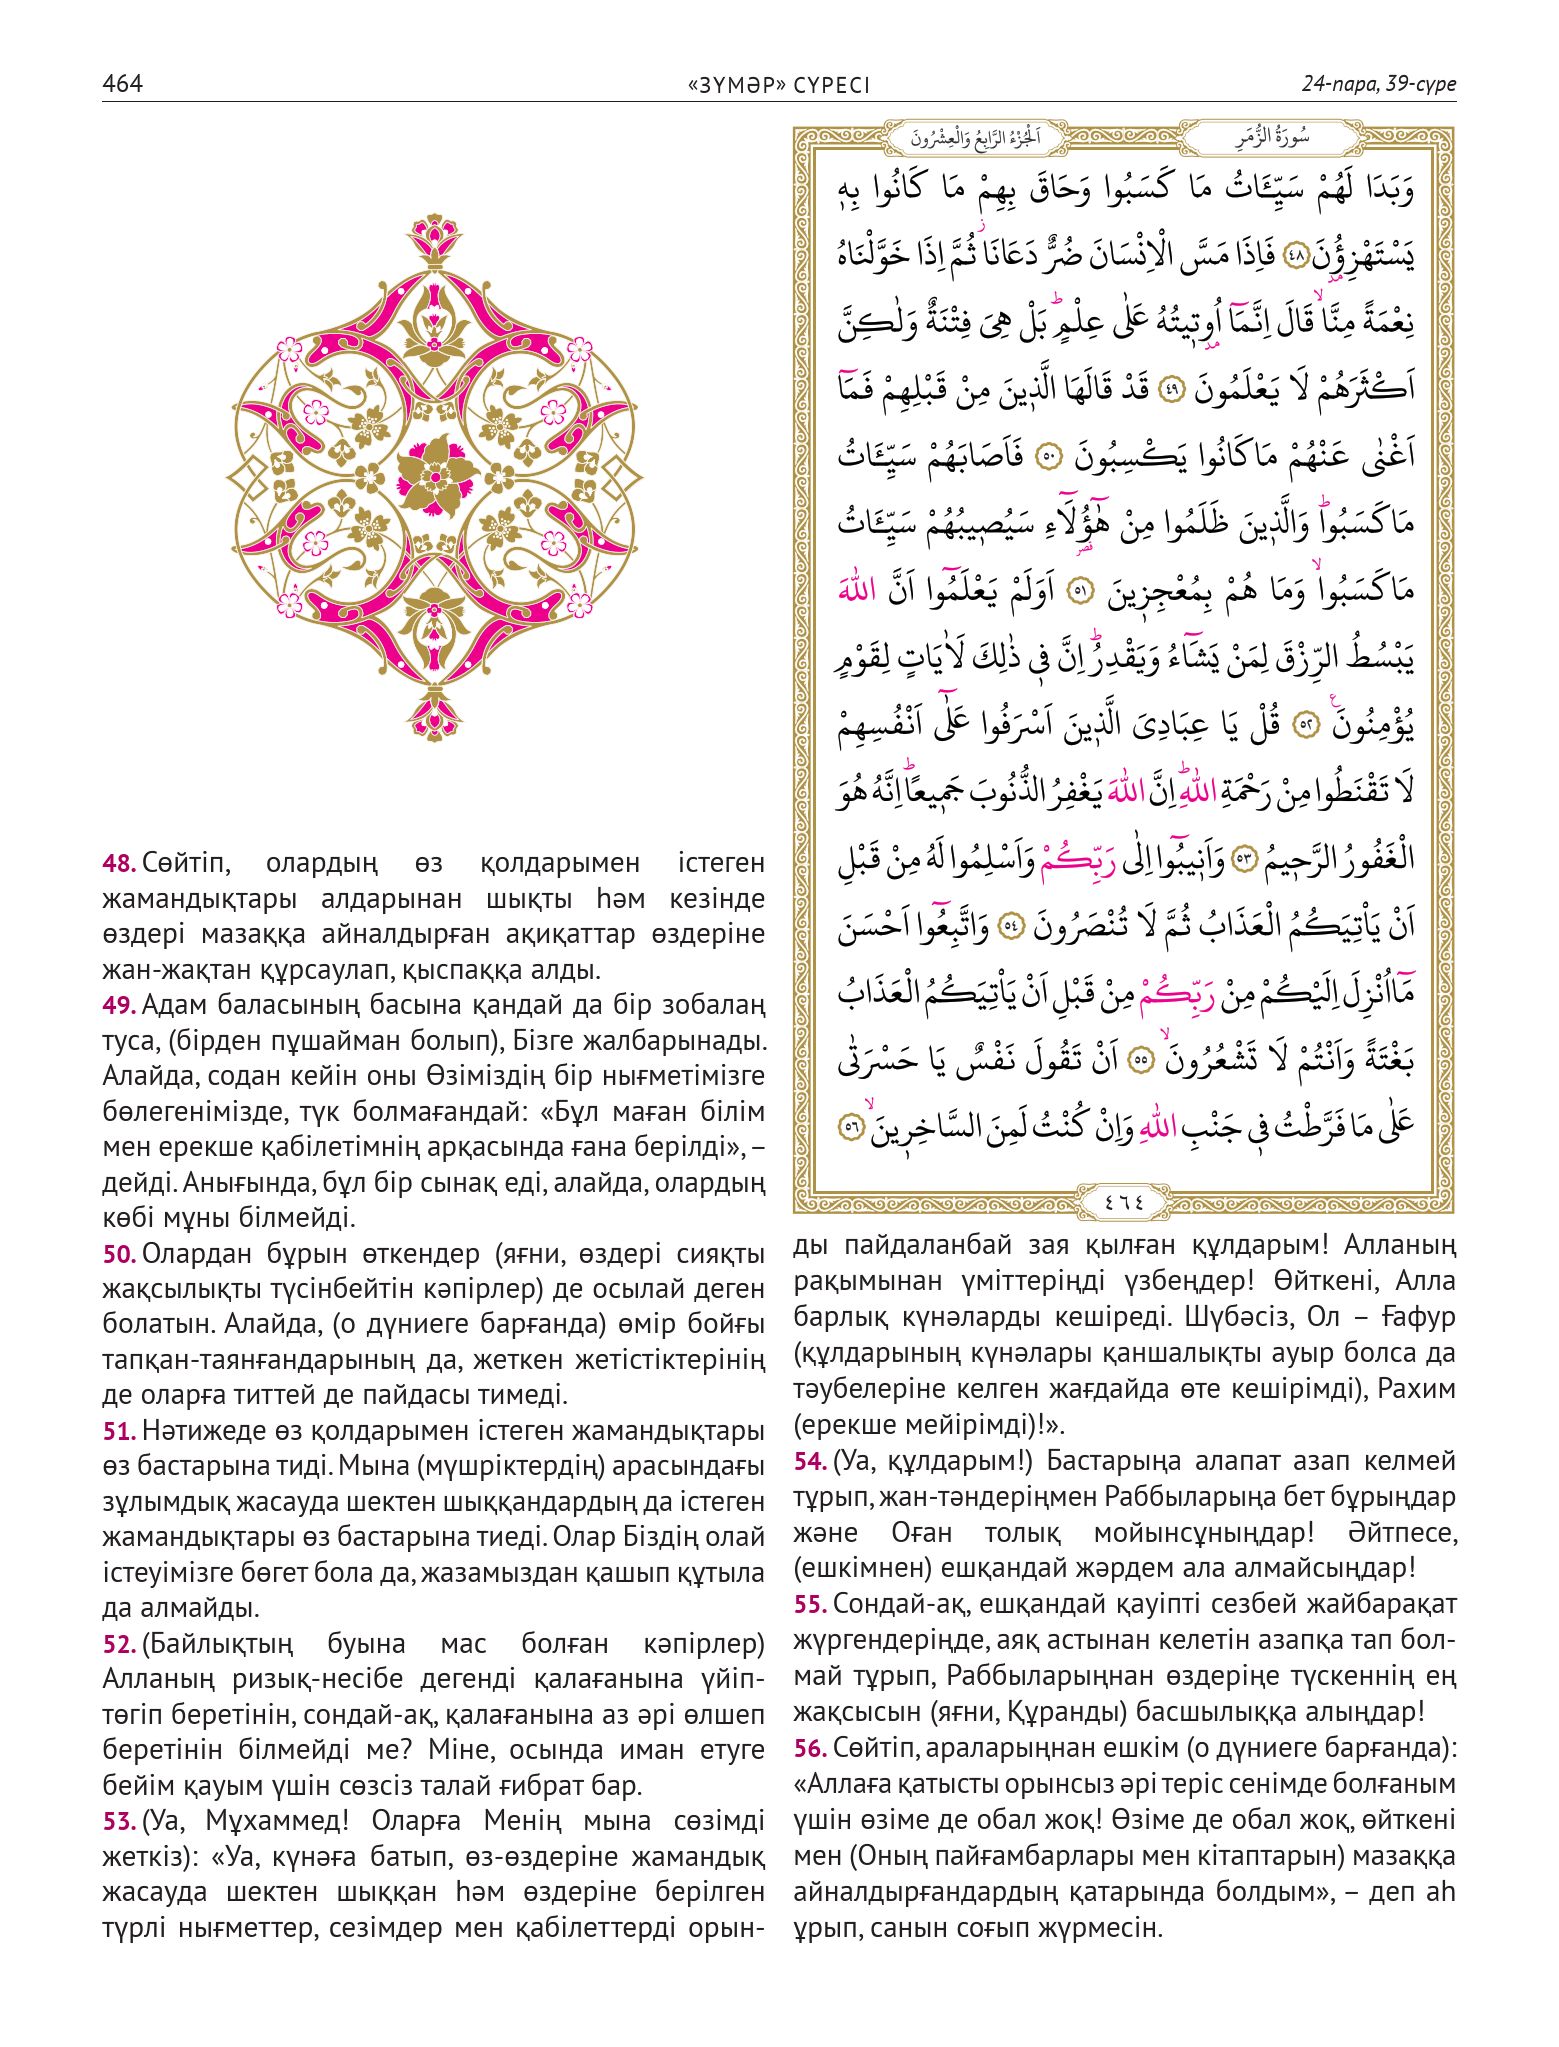 464
«ЗҮМӘР» СҮРЕСІ
24-пара, 39-сүре
اَلْجُزْءُ الرَّابِعُ وَالْعِشْرُونَ
سُورَةُ الزُّمَرِ
وَبَدَا لَهُمْ سَيِّـَٔاتُ مَا كَسَبُوا وَحَاقَ بِهِمْ مَا كَانُوا بِهٖ
يَسْتَهْزِؤُ۫نَ ﴿٤٨﴾ فَاِذَا مَسَّ الْاِنْسَانَ ضُرٌّ دَعَانَاۘ ثُمَّ اِذَا خَوَّلْنَاهُ
نِعْمَةً مِنَّاۙ قَالَ اِنَّمَٓا اُو۫تٖيتُهُ عَلٰى عِلْمٍۜ بَلْ هِىَ فِتْنَةٌ وَلٰكِنَّ
اَكْثَرَهُمْ لَا يَعْلَمُونَ ﴿٤٩﴾ قَدْ قَالَهَا الَّذٖينَ مِنْ قَبْلِهِمْ فَمَٓا
اَغْنٰى عَنْهُمْ مَاكَانُوا يَكْسِبُونَ ﴿٥٠﴾ فَاَصَابَهُمْ سَيِّـَٔاتُ
مَاكَسَبُواۜ وَالَّذٖينَ ظَلَمُوا مِنْ هٰٓؤُ۬لَٓاءِ سَيُصٖيبُهُمْ سَيِّـَٔاتُ
مَاكَسَبُواۙ وَمَا هُمْ بِمُعْجِزٖينَ ﴿٥١﴾ اَوَلَمْ يَعْلَمُٓوا اَنَّ اللّٰهَ
يَبْسُطُ الرِّزْقَ لِمَنْ يَشَٓاءُ وَيَقْدِرُۜ اِنَّ فٖى ذٰلِكَ لَاٰيَاتٍ لِقَوْمٍ
يُؤْمِنُونَ ﴿٥٢﴾ قُلْ يَا عِبَادِىَ الَّذٖينَ اَسْرَفُوا عَلٰٓى اَنْفُسِهِمْ
لَا تَقْنَطُوا مِنْ رَحْمَةِ اللّٰهِۜ اِنَّ اللّٰهَ يَغْفِرُ الذُّنُوبَ جَمٖيعًاۜ اِنَّهُ هُوَ
الْغَفُورُ الرَّحٖيمُ ﴿٥٣﴾ وَاَنٖيبُٓوا اِلٰى رَبِّكُمْ وَاَسْلِمُوا لَهُ مِنْ قَبْلِ
اَنْ يَاْتِيَكُمُ الْعَذَابُ ثُمَّ لَا تُنْصَرُونَ ﴿٥٤﴾ وَاتَّبِعُٓوا اَحْسَنَ
مَٓااُنْزِلَ اِلَيْكُمْ مِنْ رَبِّكُمْ مِنْ قَبْلِ اَنْ يَاْتِيَكُمُ الْعَذَابُ
بَغْتَةً وَاَنْتُمْ لَا تَشْعُرُونَۙ ﴿٥٥﴾ اَنْ تَقُولَ نَفْسٌ يَا حَسْرَتٰى
عَلٰى مَا فَرَّطْتُ فٖى جَنْبِ اللّٰهِ وَاِنْ كُنْتُ لَمِنَ السَّاخِرٖينَۙ ﴿٥٦﴾
٤٦٤
48. Сөйтіп, олардың өз қолдарымен істеген
жамандықтары алдарынан шықты һәм кезінде
өздері мазаққа айналдырған ақиқаттар өздеріне
жан-жақтан құрсаулап, қыспаққа алды.
49. Адам баласының басына қандай да бір зобалаң
туса, (бірден пұшайман болып), Бізге жалбарынады.
Алайда, содан кейін оны Өзіміздің бір нығметімізге
бөлегенімізде, түк болмағандай: «Бұл маған білім
мен ерекше қабілетімнің арқасында ғана берілді», –
дейді. Анығында, бұл бір сынақ еді, алайда, олардың
көбі мұны білмейді.
50. Олардан бұрын өткендер (яғни, өздері сияқты
жақсылықты түсінбейтін кәпірлер) де осылай деген
болатын. Алайда, (о дүниеге барғанда) өмір бойғы
тапқан-таянғандарының да, жеткен жетістіктерінің
де оларға титтей де пайдасы тимеді.
51. Нәтижеде өз қолдарымен істеген жамандықтары
өз бастарына тиді. Мына (мүшріктердің) арасындағы
зұлымдық жасауда шектен шыққандардың да істеген
жамандықтары өз бастарына тиеді. Олар Біздің олай
істеуімізге бөгет бола да, жазамыздан қашып құтыла
да алмайды.
52. (Байлықтың буына мас болған кәпірлер)
Алланың ризық-несібе дегенді қалағанына үйіп-
төгіп беретінін, сондай-ақ, қалағанына аз әрі өлшеп
беретінін білмейді ме? Міне, осында иман етуге
бейім қауым үшін сөзсіз талай ғибрат бар.
53. (Уа, Мұхаммед! Оларға Менің мына сөзімді
жеткіз): «Уа, күнәға батып, өз-өздеріне жамандық
жасауда шектен шыққан һәм өздеріне берілген
түрлі нығметтер, сезімдер мен қабілеттерді орын-
ды пайдаланбай зая қылған құлдарым! Алланың
рақымынан үміттеріңді үзбеңдер! Өйткені, Алла
барлық күнәларды кешіреді. Шүбәсіз, Ол – Ғафур
(құлдарының күнәлары қаншалықты ауыр болса да
тәубелеріне келген жағдайда өте кешірімді), Рахим
(ерекше мейірімді)!».
54. (Уа, құлдарым!) Бастарыңа алапат азап келмей
тұрып, жан-тәндеріңмен Раббыларыңа бет бұрыңдар
және Оған толық мойынсұныңдар! Әйтпесе,
(ешкімнен) ешқандай жәрдем ала алмайсыңдар!
55. Сондай-ақ, ешқандай қауіпті сезбей жайбарақат
жүргендеріңде, аяқ астынан келетін азапқа тап бол-
май тұрып, Раббыларыңнан өздеріңе түскеннің ең
жақсысын (яғни, Құранды) басшылыққа алыңдар!
56. Сөйтіп, араларыңнан ешкім (о дүниеге барғанда):
«Аллаға қатысты орынсыз әрі теріс сенімде болғаным
үшін өзіме де обал жоқ! Өзіме де обал жоқ, өйткені
мен (Оның пайғамбарлары мен кітаптарын) мазаққа
айналдырғандардың қатарында болдым», – деп аһ
ұрып, санын соғып жүрмесін.